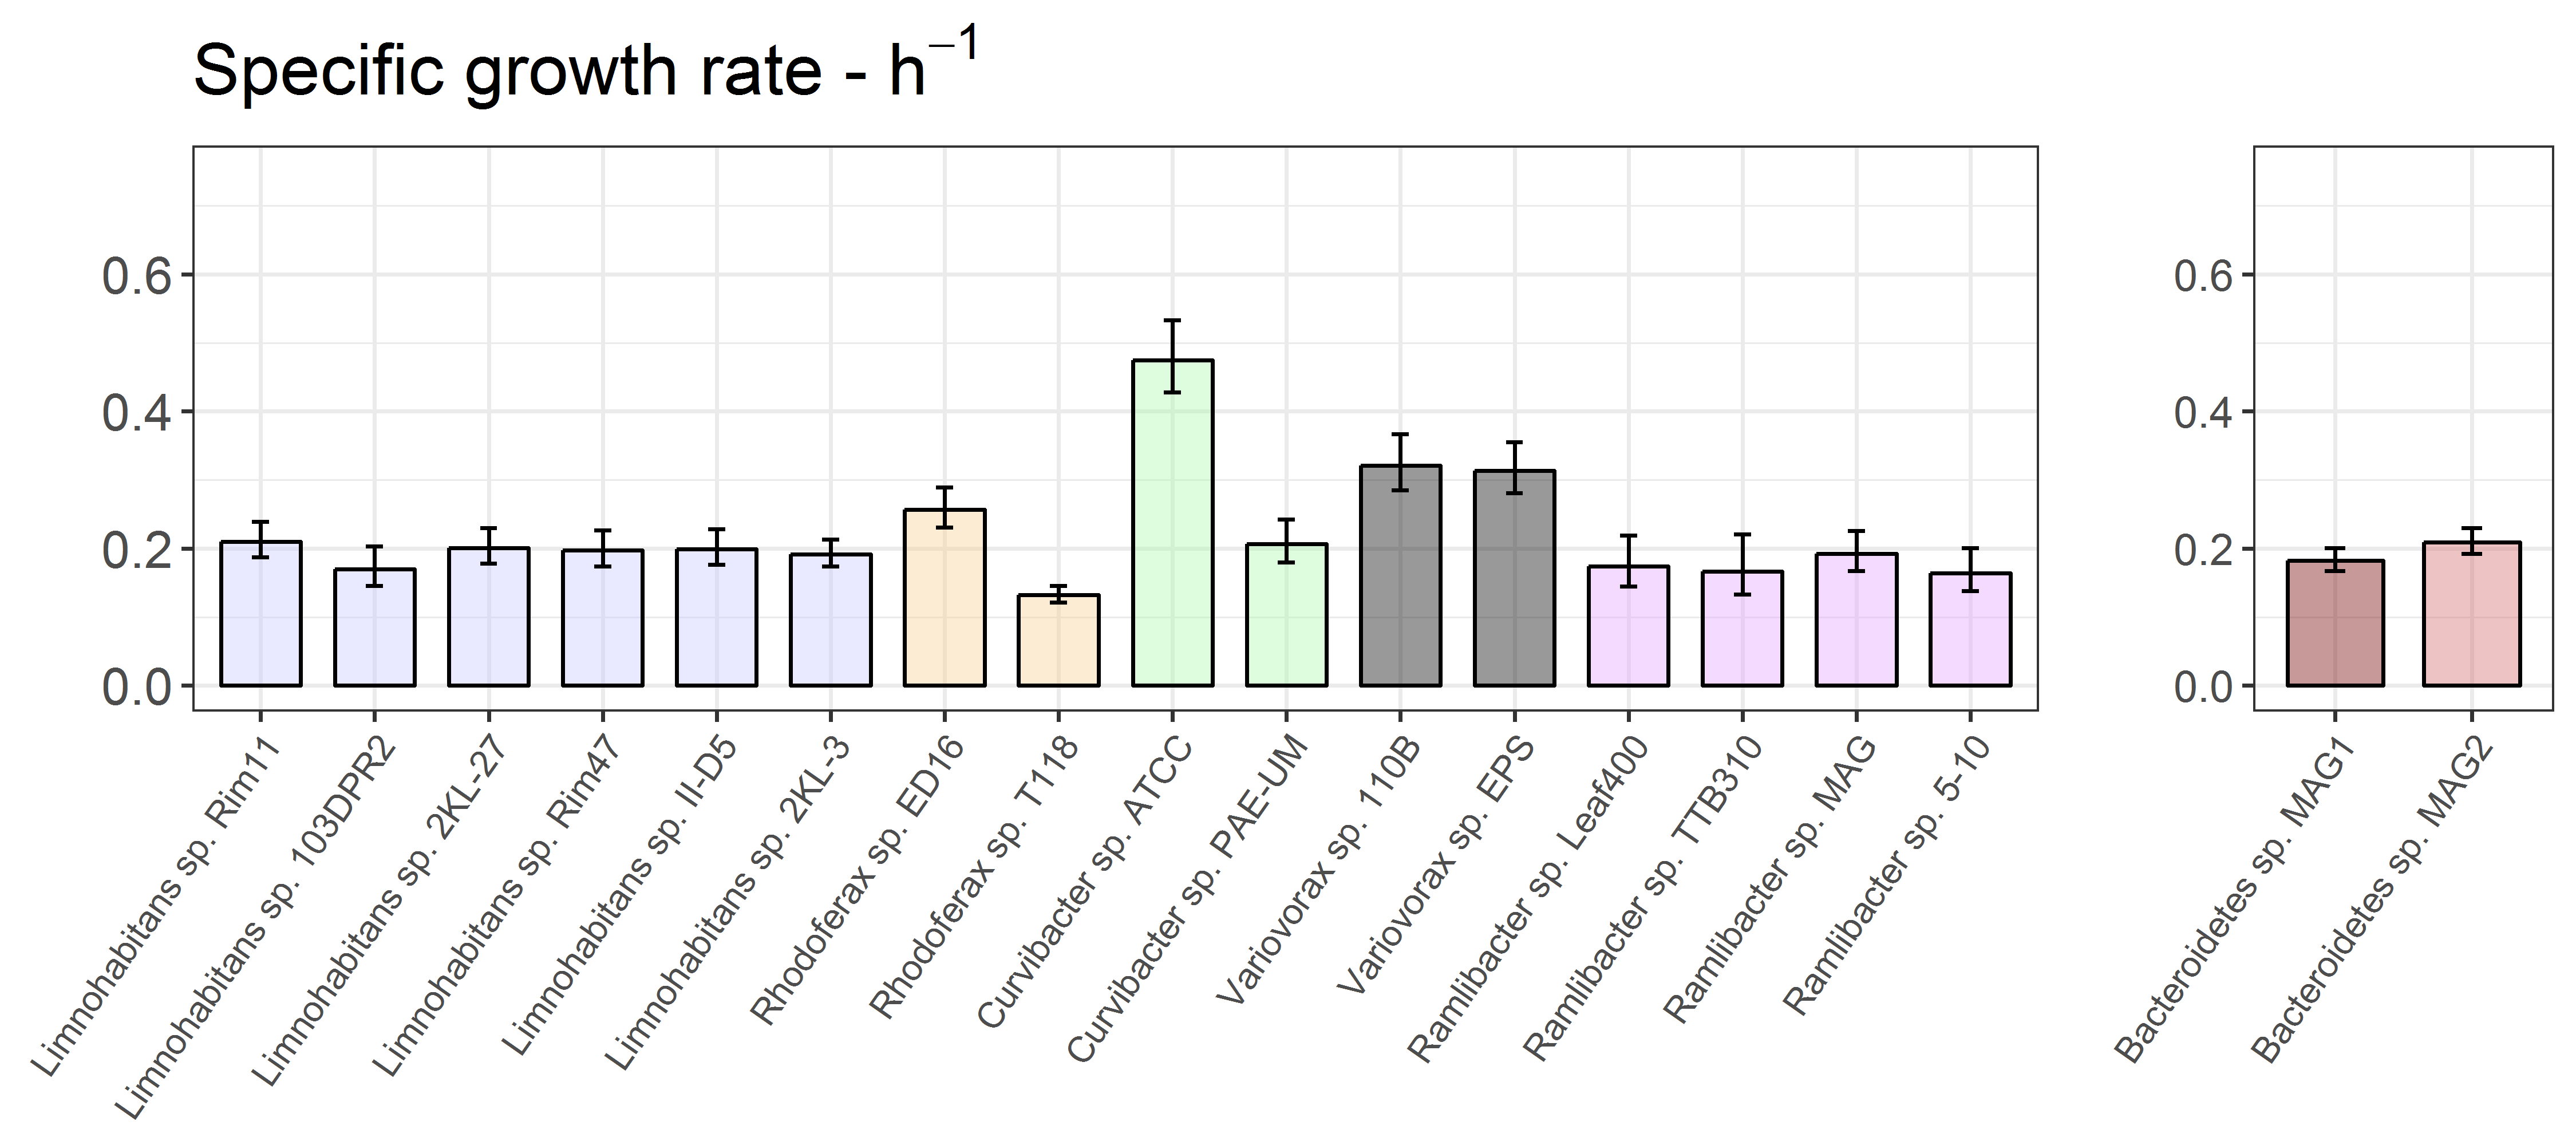 Specific growth rate - h⁻¹
0.6
0.4
0.2
0.0
Limnohabitans sp. Rim11
Limnohabitans sp. 103DPR2
Limnohabitans sp. 2KL-27
Limnohabitans sp. Rim47
Limnohabitans sp. II-D5
Limnohabitans sp. 2KL-3
Rhodoferax sp. ED16
Rhodoferax sp. T118
Curvibacter sp. ATCC
Curvibacter sp. PAE-UM
Variovorax sp. 110B
Variovorax sp. EPS
Ramlibacter sp. Leaf400
Ramlibacter sp. TTB310
Ramlibacter sp. MAG
Ramlibacter sp. 5-10
0.6
0.4
0.2
0.0
Bacteroidetes sp. MAG1
Bacteroidetes sp. MAG2